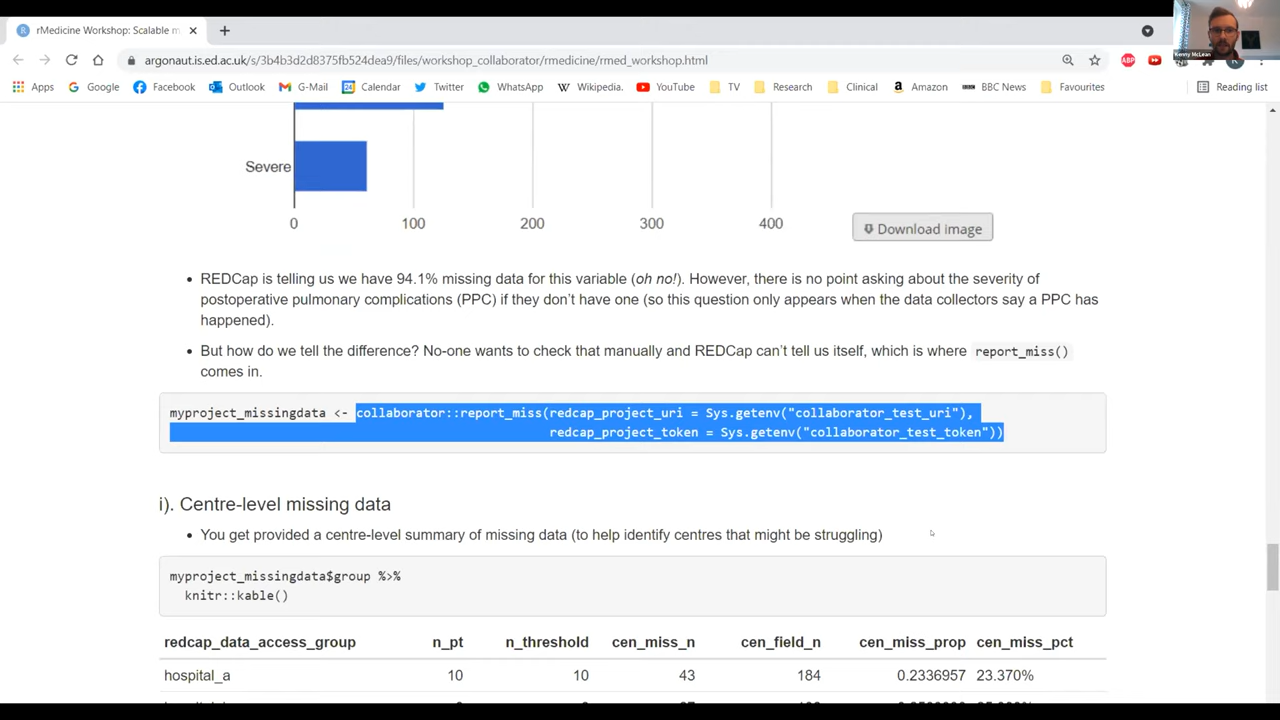 rMedicine Workshop: Scalable m
Kenny McLean
argonaut.is.ed.ac.uk/s/3b4b3d2d8375fb524dea9/files/workshop_collaborator/rmedicine/rmed_workshop.html
ABP
Apps Google Facebook Outlook G-Mail Calendar Twitter WhatsApp Wikipedia. YouTube TV Research Clinical Amazon BBC News Favourites Reading list
Severe
0 100 200 300 400
Download image
REDCap is telling us we have 94.1% missing data for this variable (oh no!). However, there is no point asking about the severity of
postoperative pulmonary complications (PPC) if they don't have one (so this question only appears when the data collectors say a PPC has
happened).
But how do we tell the difference? No-one wants to check that manually and REDCap can't tell us itself, which is where report_miss()
comes in.
myproject_missingdata <- collaborator::report_miss(redcap_project_uri = Sys.getenv("collaborator_test_uri"),
redcap_project_token = Sys.getenv("collaborator_test_token"))
i). Centre-level missing data
You get provided a centre-level summary of missing data (to help identify centres that might be struggling)
myproject_missingdata$group %>%
knitr::kable()
redcap_data_access_group n_pt n_threshold cen_miss_n cen_field_n cen_miss_prop cen_miss_pct
hospital_a 10 10 43 184 0.2336957 23.370%